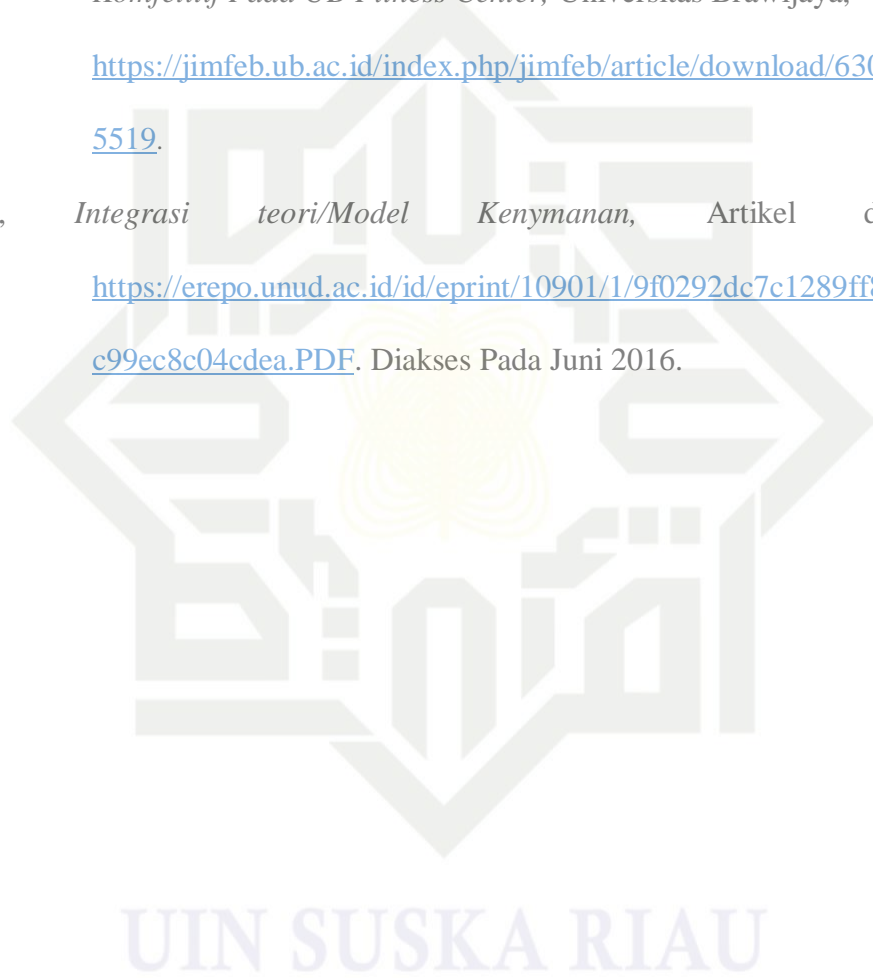 Pada UB Fitness Center, Universitas Brawijaya,
https://jimfeb.ub.ac.id/index.php/jimfeb/article/download/630
5519.
, Integrasi teori/Model Kenymanan, Artikel d
https://erepo.unud.ac.id/id/eprint/10901/1/9f0292dc7c1289ff8
c99ec8c04cdea.PDF. Diakses Pada Juni 2016.
UIN SUSKA RIAU